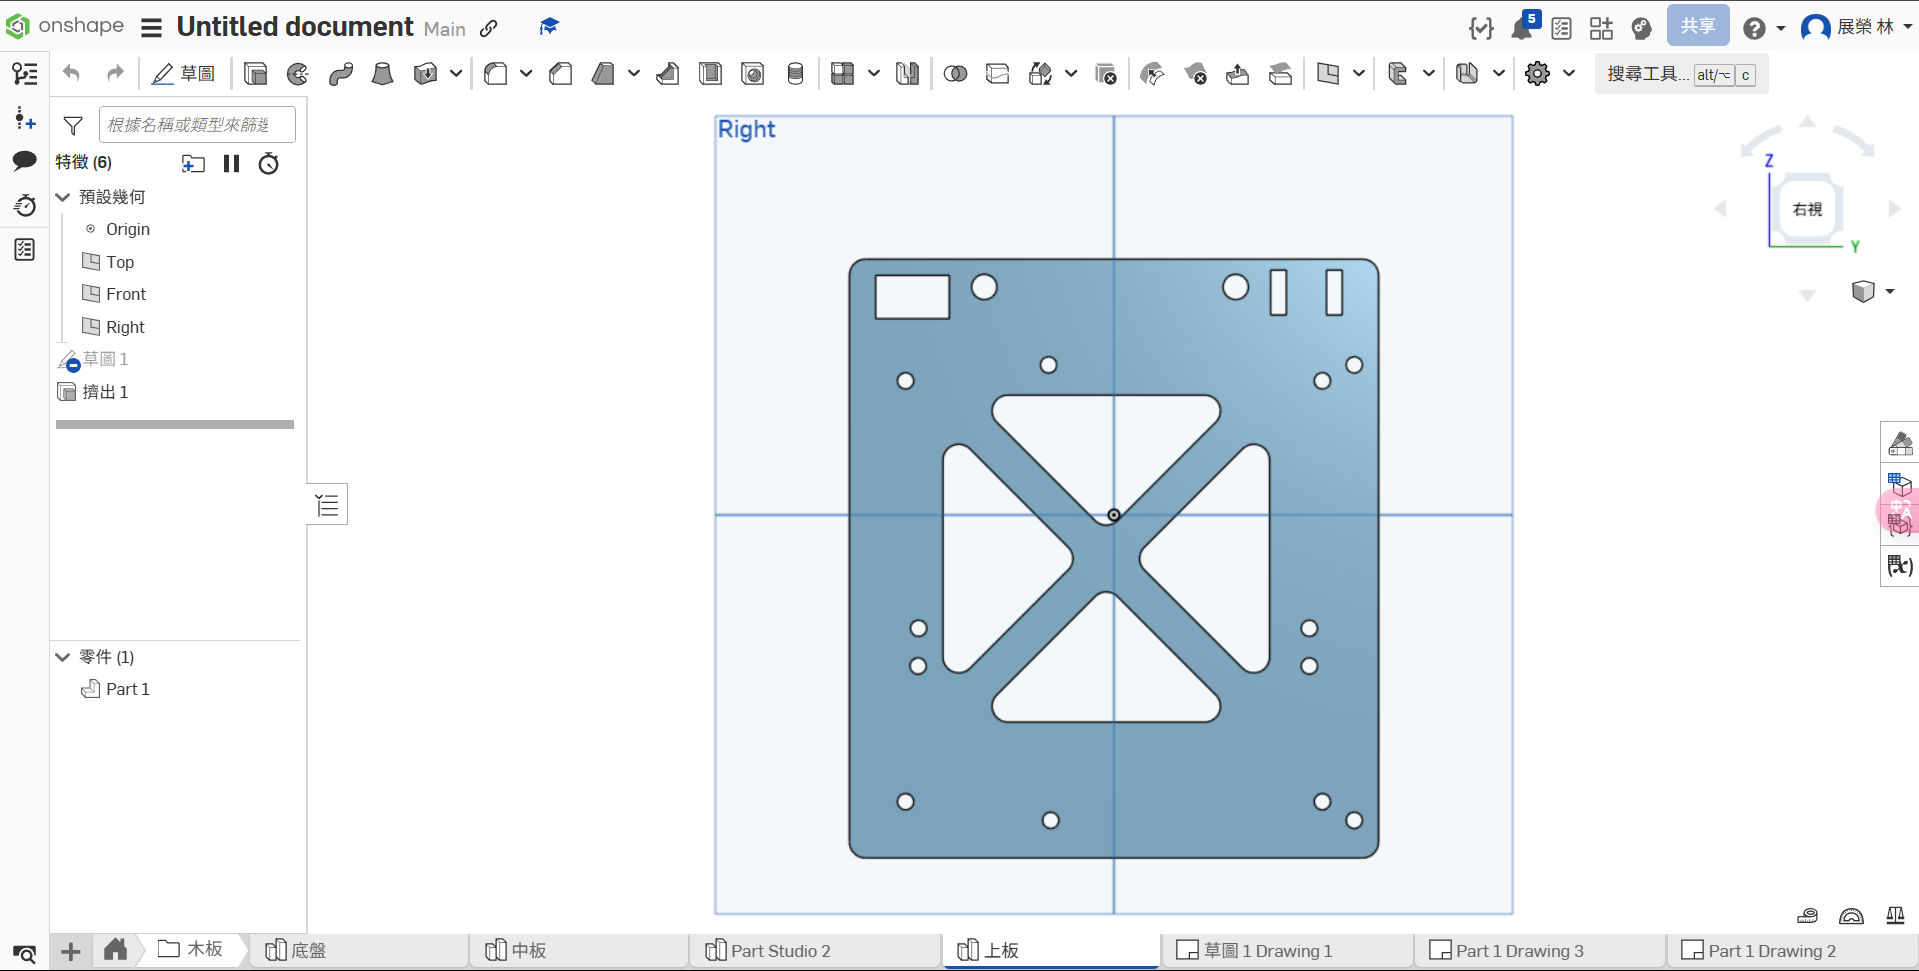 onshape Untitled document Main 5 共享 展榮 林
草圖 搜尋工具... alt/⌥ c
根據名稱或類型來篩選
特徵 (6)
預設幾何
Origin
Top
Front
Right
草圖 1
擠出 1
零件 (1)
Part 1
Right
Z
右視
Y
中
A
(x)
木板 底盤 中板 Part Studio 2 上板 草圖 1 Drawing 1 Part 1 Drawing 3 Part 1 Drawing 2